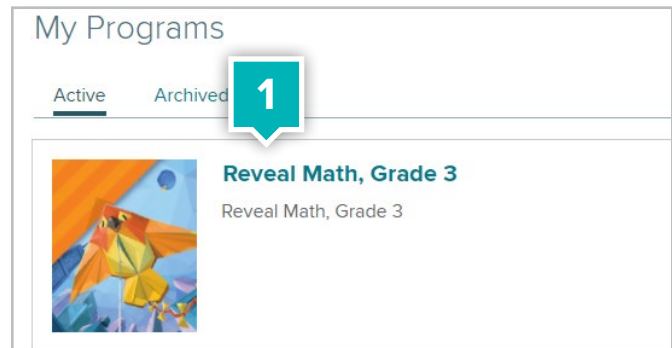 My Programs
Active Archived
1
Reveal Math, Grade 3
Reveal Math, Grade 3